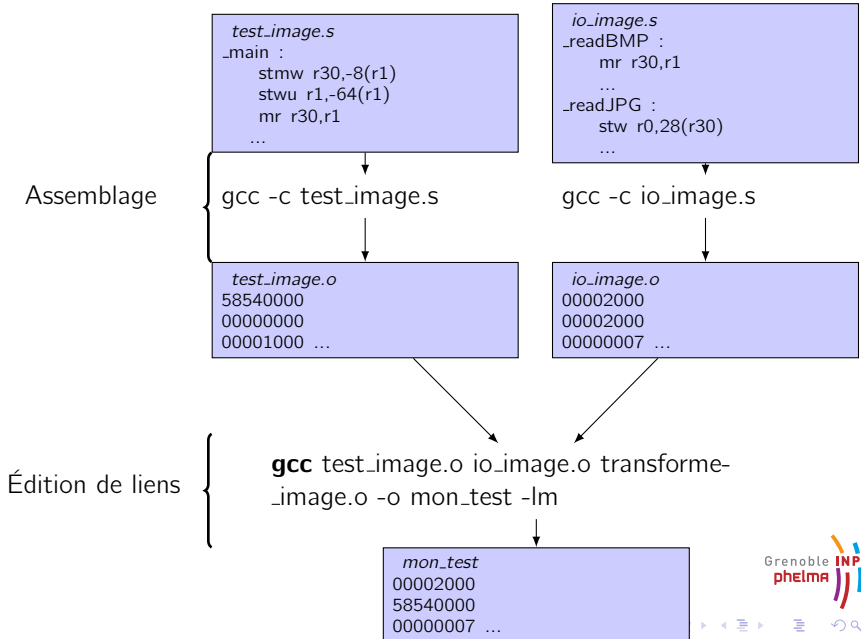 test_image.s
_main :
stmw r30,-8(r1)
stwu r1,-64(r1)
mr r30,r1
...
io_image.s
_readBMP :
mr r30,r1
...
_readJPG :
stw r0,28(r30)
...
Assemblage
gcc -c test_image.s
gcc -c io_image.s
test_image.o
58540000
00000000
00001000 ...
io_image.o
00002000
00002000
00000007 ...
Édition de liens
gcc test_image.o io_image.o transforme-
_image.o -o mon_test -lm
mon_test
00002000
58540000
00000007 ...
Grenoble INP
phelma